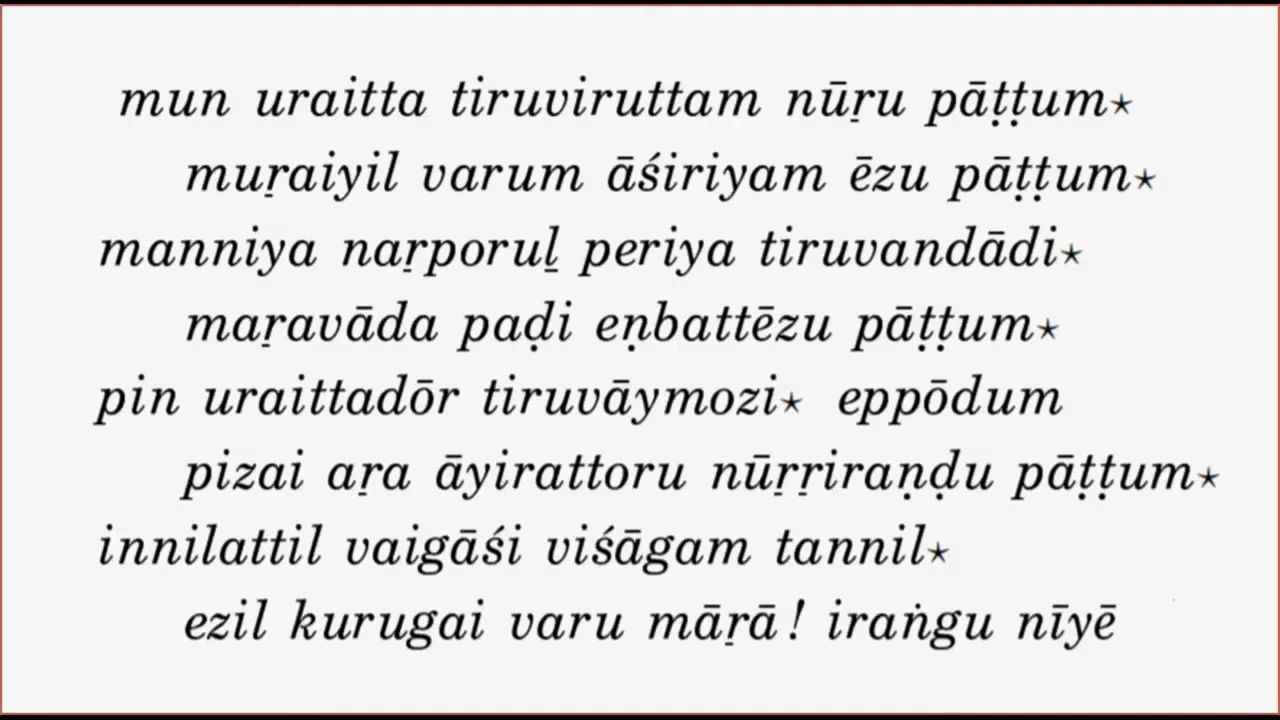 mun uraitta tiruviruttam nūṟu pāṭṭum⋆
muṟaiyil varum āśiriyam ēzu pāṭṭum⋆
manniya naṟporuḻ periya tiruvandādi⋆
maṟavāda paḍi eṇbattēzu pāṭṭum⋆
pin uraittadōr tiruvāymozi⋆ eppōdum
pizai aṟa āyirattoru nūṟṟiraṇḍu pāṭṭum⋆
innilattil vaigāśi viśāgam tannil⋆
ezil kurugai varu māṟā! iraṅgu nīyē